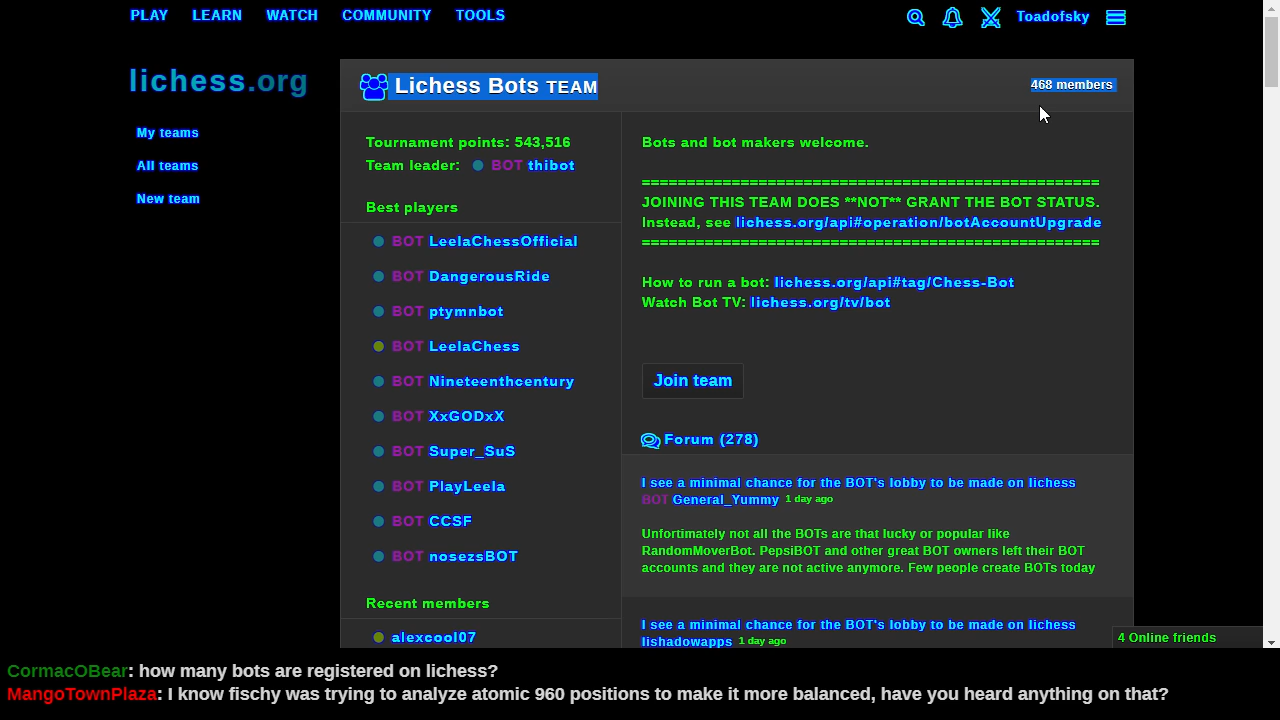 PLAY LEARN WATCH COMMUNITY TOOLS Toadofsky
lichess.org
My teams
All teams
New team
Lichess Bots TEAM 468 members
Tournament points: 543,516
Team leader: BOT thibot
Best players
BOT LeelaChessOfficial
BOT DangerousRide
BOT ptymnbot
BOT LeelaChess
BOT Nineteenthcentury
BOT XxGODxX
BOT Super_SuS
BOT PlayLeela
BOT CCSF
BOT nosezsBOT
Recent members
alexcool07
Bots and bot makers welcome.
===================================================
JOINING THIS TEAM DOES **NOT** GRANT THE BOT STATUS.
Instead, see lichess.org/api#operation/botAccountUpgrade
===================================================
How to run a bot: lichess.org/api#tag/Chess-Bot
Watch Bot TV: lichess.org/tv/bot
Join team
Forum (278)
I see a minimal chance for the BOT's lobby to be made on lichess
BOT General_Yummy 1 day ago
Unfortimately not all the BOTs are that lucky or popular like
RandomMoverBot. PepsiBOT and other great BOT owners left their BOT
accounts and they are not active anymore. Few people create BOTs today
I see a minimal chance for the BOT's lobby to be made on lichess
lishadowapps 1 day ago
4 Online friends
CormacOBear: how many bots are registered on lichess?
MangoTownPlaza: I know fischy was trying to analyze atomic 960 positions to make it more balanced, have you heard anything on that?